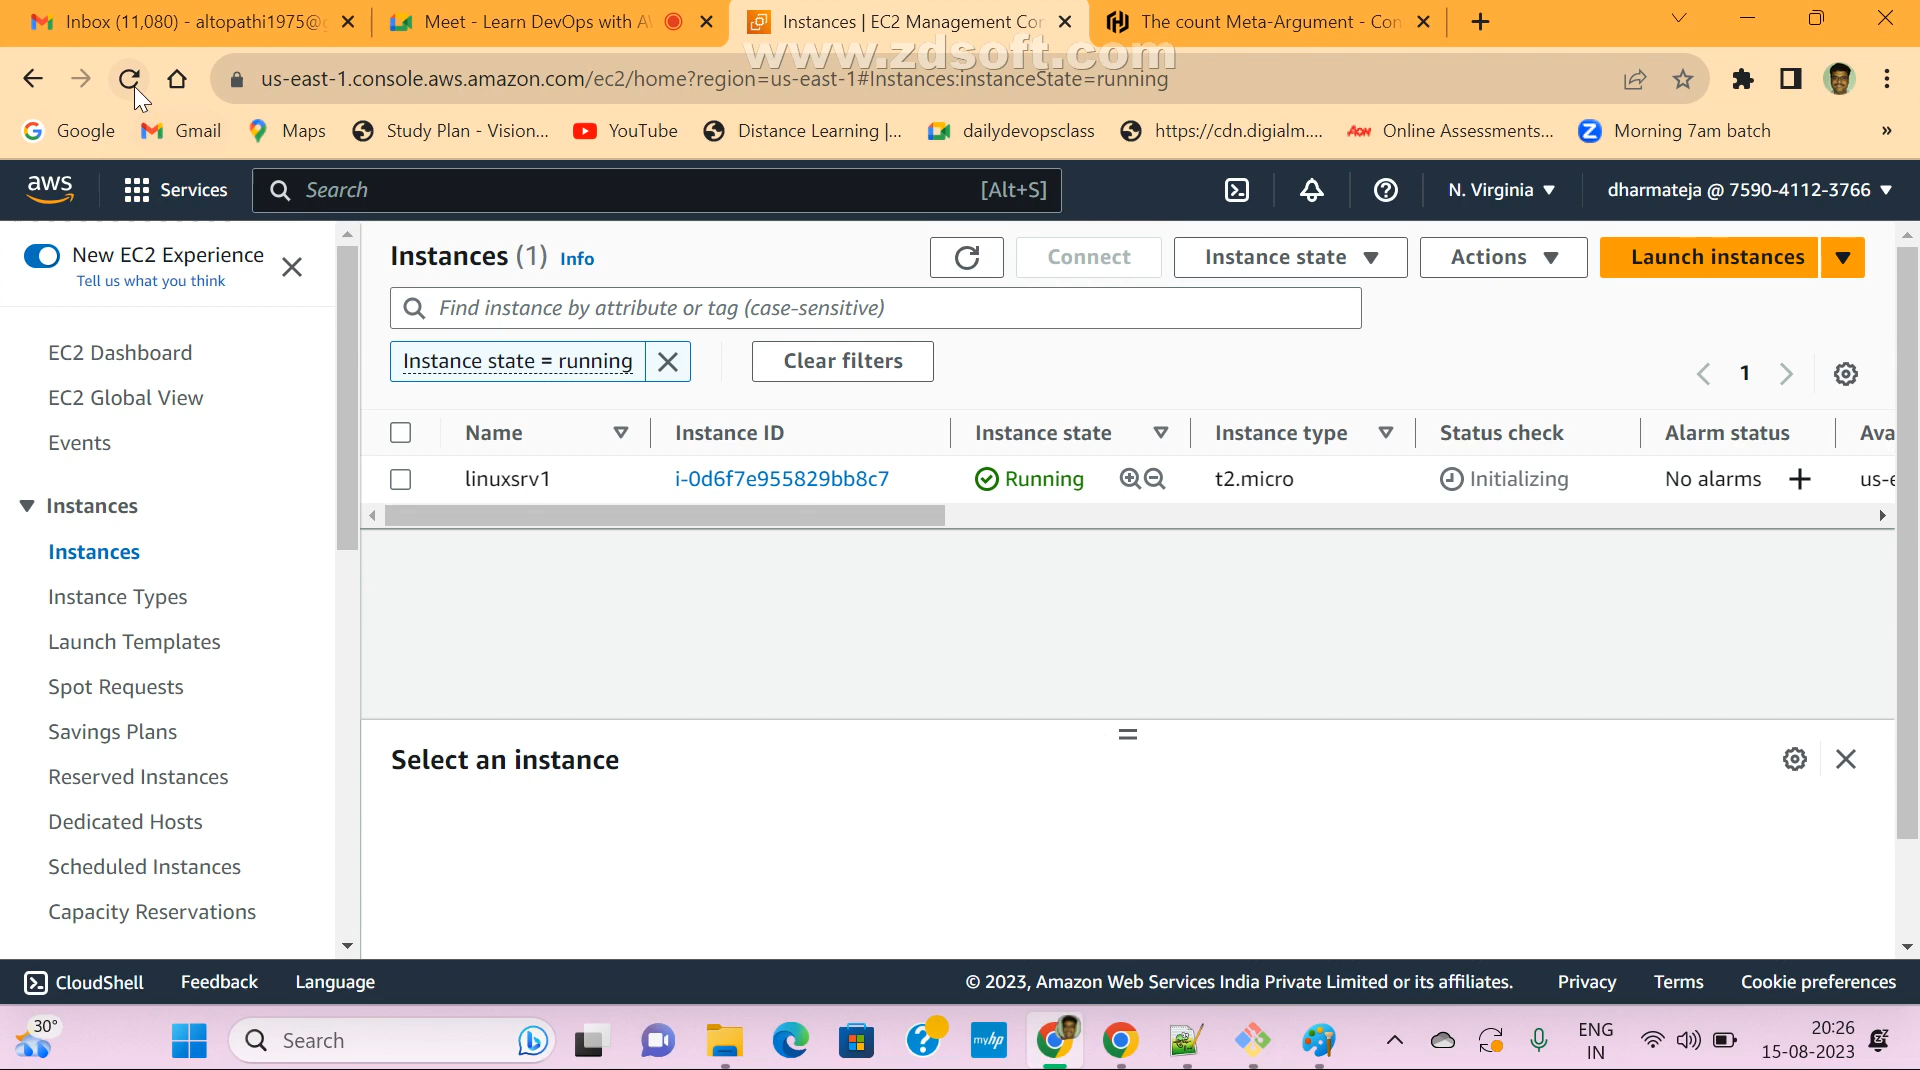 Inbox (11,080) - altopathi1975@g
Meet - Learn DevOps with A
Instances | EC2 Management Con
The count Meta-Argument - Con
www.zdsoft.com
us-east-1.console.aws.amazon.com/ec2/home?region=us-east-1#Instances:instanceState=running
Google
Gmail
Maps
Study Plan - Vision...
YouTube
Distance Learning |...
dailydevopsclass
https://cdn.digialm....
Aon Online Assessments...
Z Morning 7am batch
»
aws
Services
Search
[Alt+S]
N. Virginia
dharmateja @ 7590-4112-3766
New EC2 Experience
Tell us what you think
EC2 Dashboard
EC2 Global View
Events
Instances
Instances
Instance Types
Launch Templates
Spot Requests
Savings Plans
Reserved Instances
Dedicated Hosts
Scheduled Instances
Capacity Reservations
Instances (1) Info
Connect
Instance state
Actions
Launch instances
Find instance by attribute or tag (case-sensitive)
Instance state = running
Clear filters
1
Name
Instance ID
Instance state
Instance type
Status check
Alarm status
Ava
linuxsrv1
i-0d6f7e955829bb8c7
Running
t2.micro
Initializing
No alarms
us-e
Select an instance
CloudShell
Feedback
Language
© 2023, Amazon Web Services India Private Limited or its affiliates.
Privacy
Terms
Cookie preferences
30°
Search
myhp
ENG
IN
20:26
15-08-2023